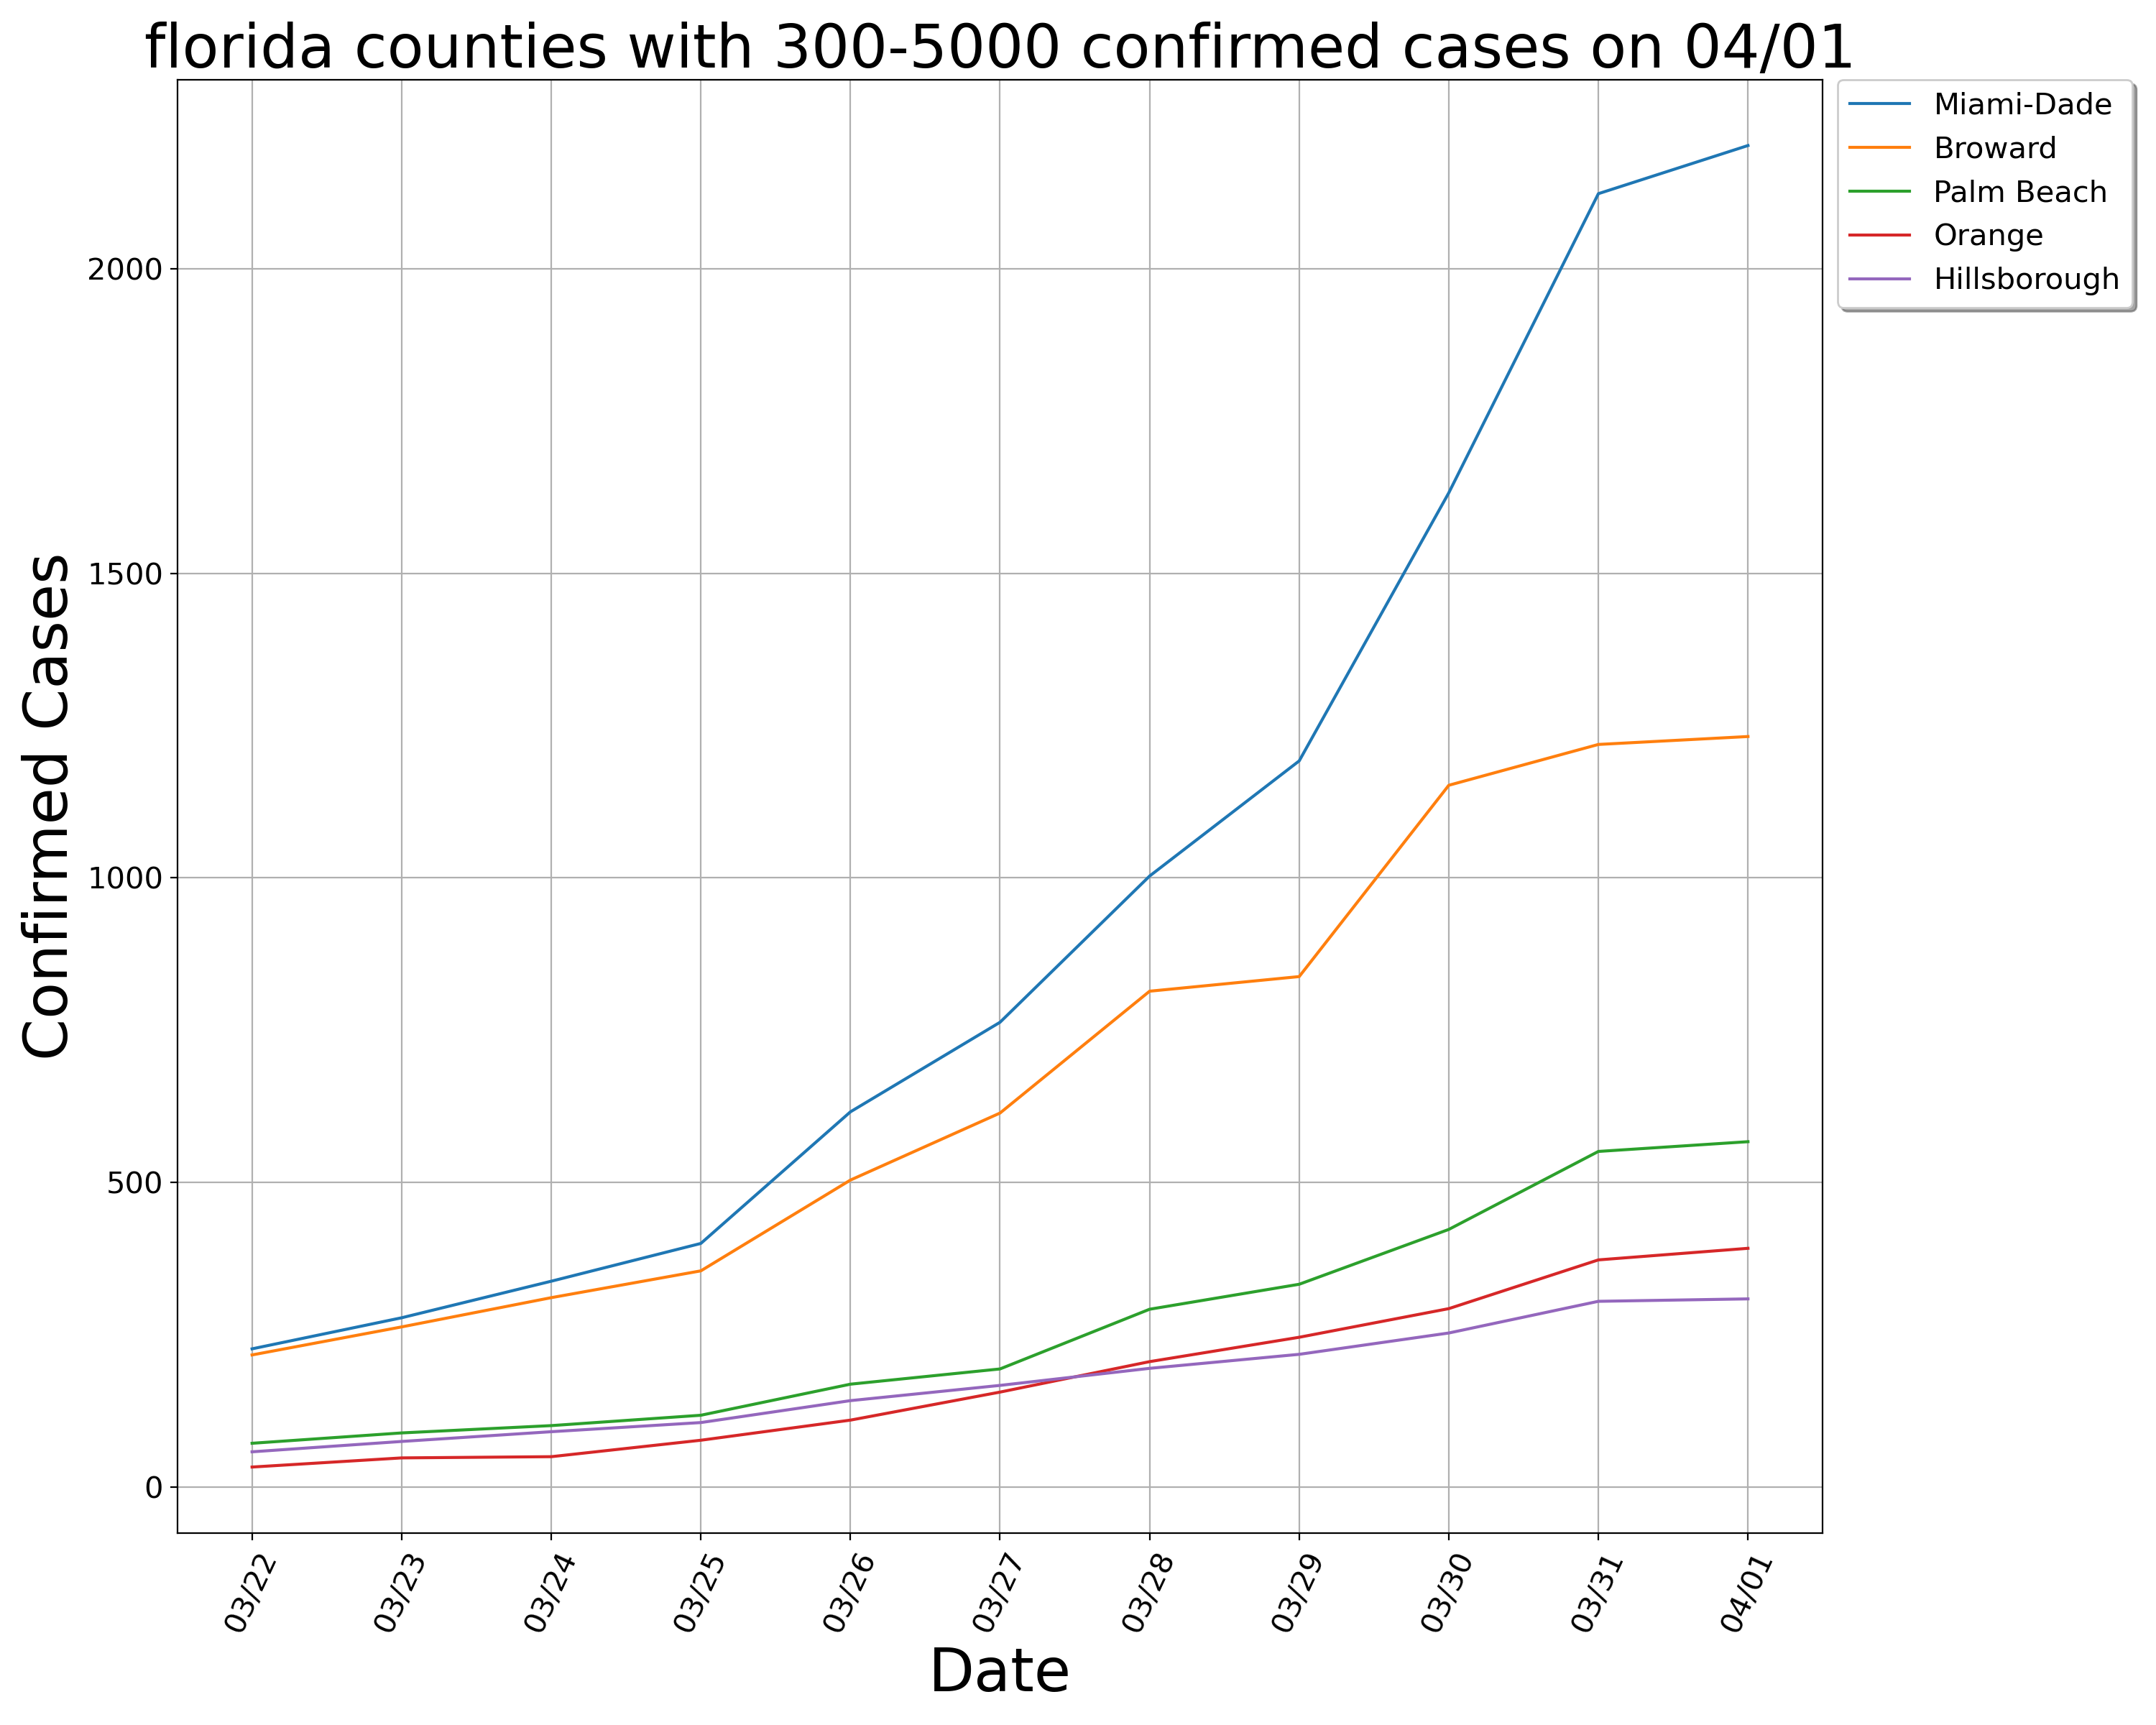 florida counties with 300-5000 confirmed cases on 04/01
Miami-Dade
Broward
Palm Beach
Orange
Hillsborough
Confirmed Cases
2000
1500
1000
500
0
03/22
03/23
03/24
03/25
03/26
03/27
03/28
03/29
03/30
03/31
04/01
Date